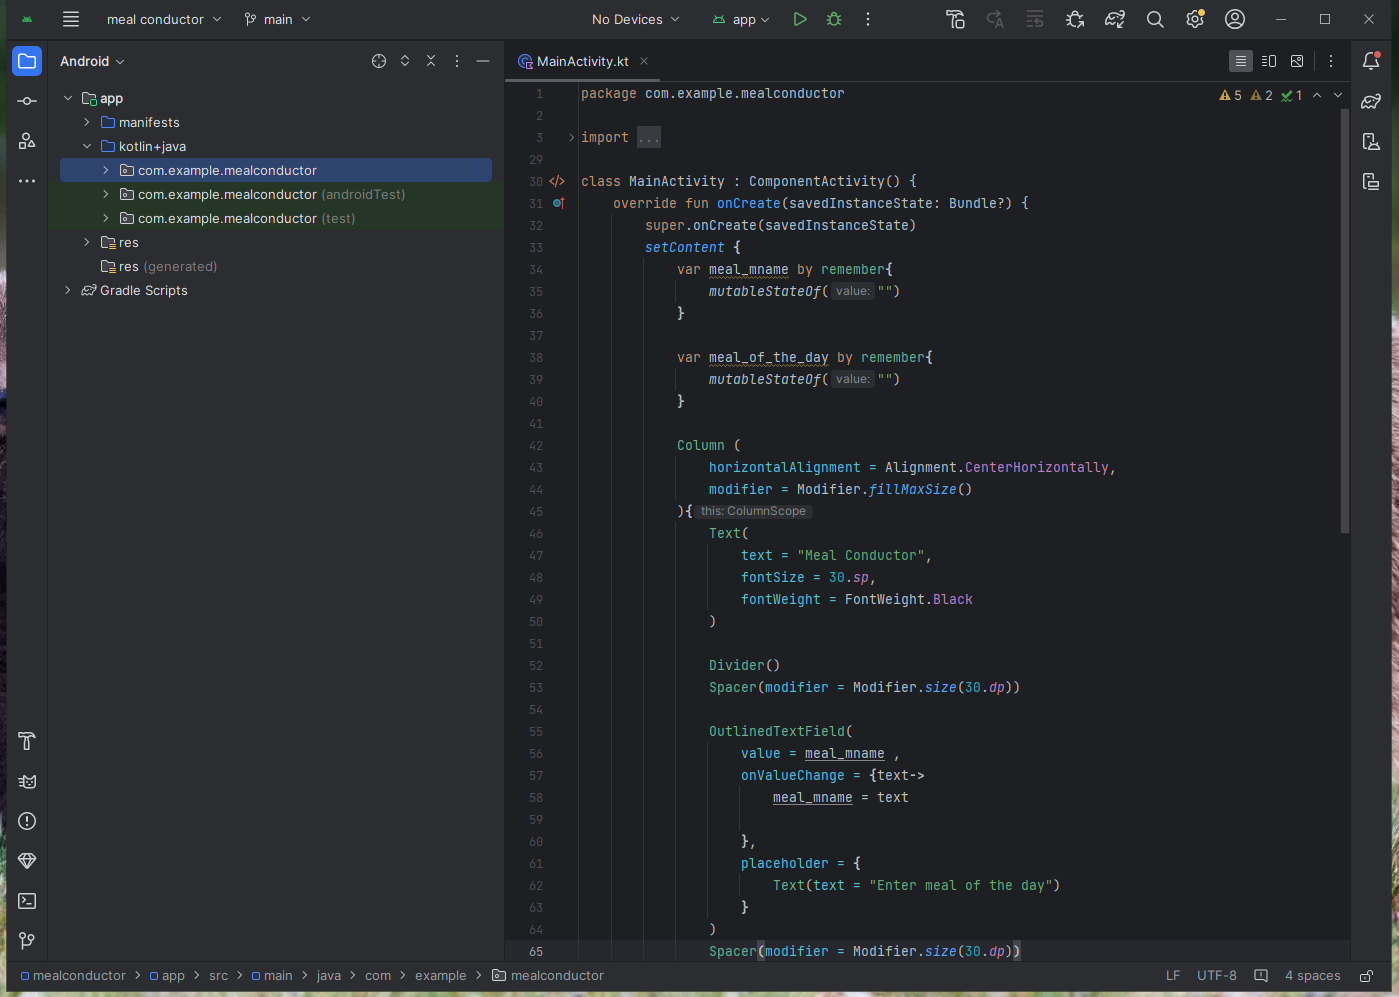 meal conductor main No Devices app
Android
MainActivity.kt
app
manifests
kotlin+java
com.example.mealconductor
com.example.mealconductor (androidTest)
com.example.mealconductor (test)
res
res (generated)
Gradle Scripts
5 2 1
1 package com.example.mealconductor
2
3 import ...
29
30 class MainActivity : ComponentActivity() {
31 override fun onCreate(savedInstanceState: Bundle?) {
32 super.onCreate(savedInstanceState)
33 setContent {
34 var meal_mname by remember{
35 mutableStateOf( value: "")
36 }
37
38 var meal_of_the_day by remember{
39 mutableStateOf( value: "")
40 }
41
42 Column (
43 horizontalAlignment = Alignment.CenterHorizontally,
44 modifier = Modifier.fillMaxSize()
45 ){ this: ColumnScope
46 Text(
47 text = "Meal Conductor",
48 fontSize = 30.sp,
49 fontWeight = FontWeight.Black
50 )
51
52 Divider()
53 Spacer(modifier = Modifier.size(30.dp))
54
55 OutlinedTextField(
56 value = meal_mname ,
57 onValueChange = {text->
58 meal_mname = text
59
60 },
61 placeholder = {
62 Text(text = "Enter meal of the day")
63 }
64 )
65 Spacer(modifier = Modifier.size(30.dp))
mealconductor > app > src > main > java > com > example > mealconductor
LF UTF-8 4 spaces